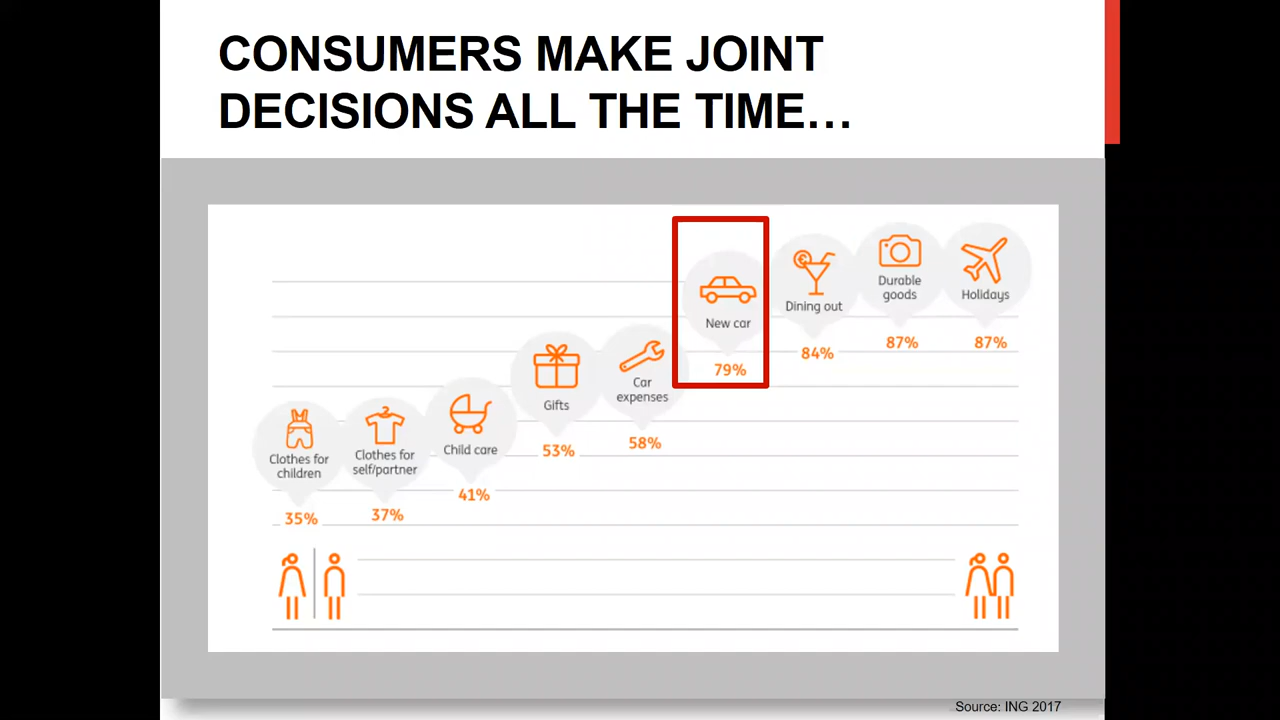 CONSUMERS MAKE JOINT
DECISIONS ALL THE TIME…
Clothes for
children
35%
Clothes for
self/partner
37%
Child care
41%
Gifts
53%
Car
expenses
58%
New car
79%
€
Dining out
84%
Durable
goods
87%
Holidays
87%
Source: ING 2017